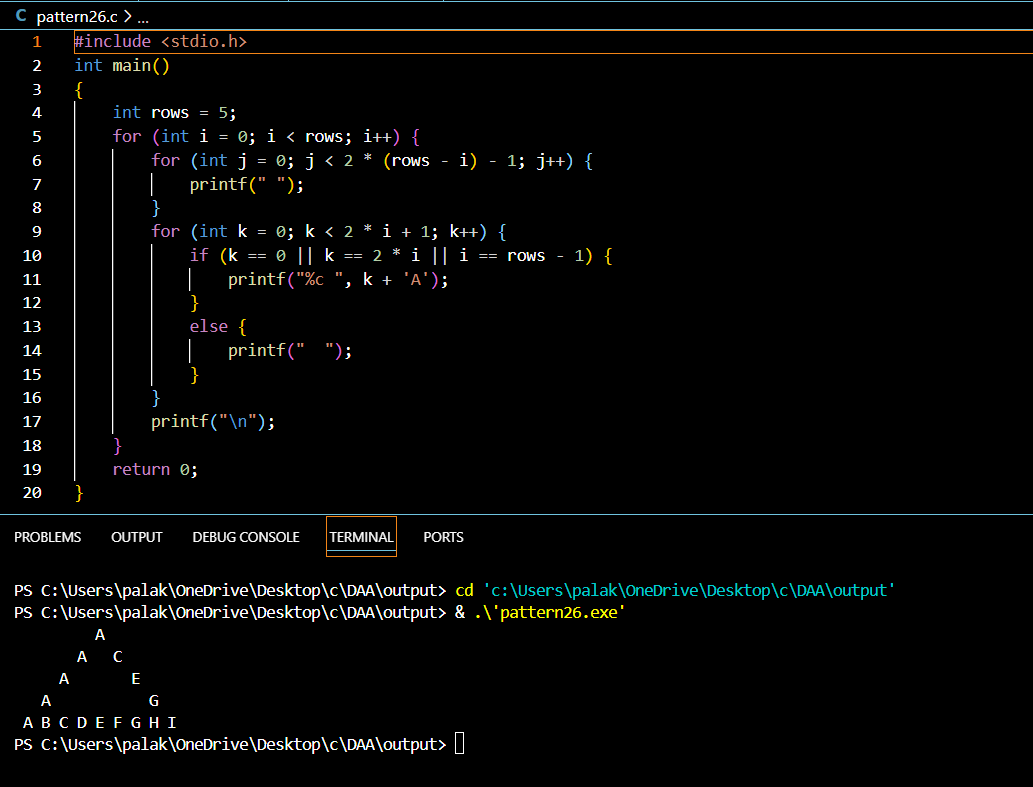 C pattern26.c > ...
1 #include <stdio.h>
2 int main()
3 {
4     int rows = 5;
5     for (int i = 0; i < rows; i++) {
6         for (int j = 0; j < 2 * (rows - i) - 1; j++) {
7             printf(" ");
8         }
9         for (int k = 0; k < 2 * i + 1; k++) {
10             if (k == 0 || k == 2 * i || i == rows - 1) {
11                 printf("%c ", k + 'A');
12             }
13             else {
14                 printf("  ");
15             }
16         }
17         printf("\n");
18     }
19     return 0;
20 }
PROBLEMS OUTPUT DEBUG CONSOLE TERMINAL PORTS
PS C:\Users\palak\OneDrive\Desktop\c\DAA\output> cd 'c:\Users\palak\OneDrive\Desktop\c\DAA\output'
PS C:\Users\palak\OneDrive\Desktop\c\DAA\output> & .\'pattern26.exe'
         A
       A   C
     A       E
   A           G
 A B C D E F G H I
PS C:\Users\palak\OneDrive\Desktop\c\DAA\output>